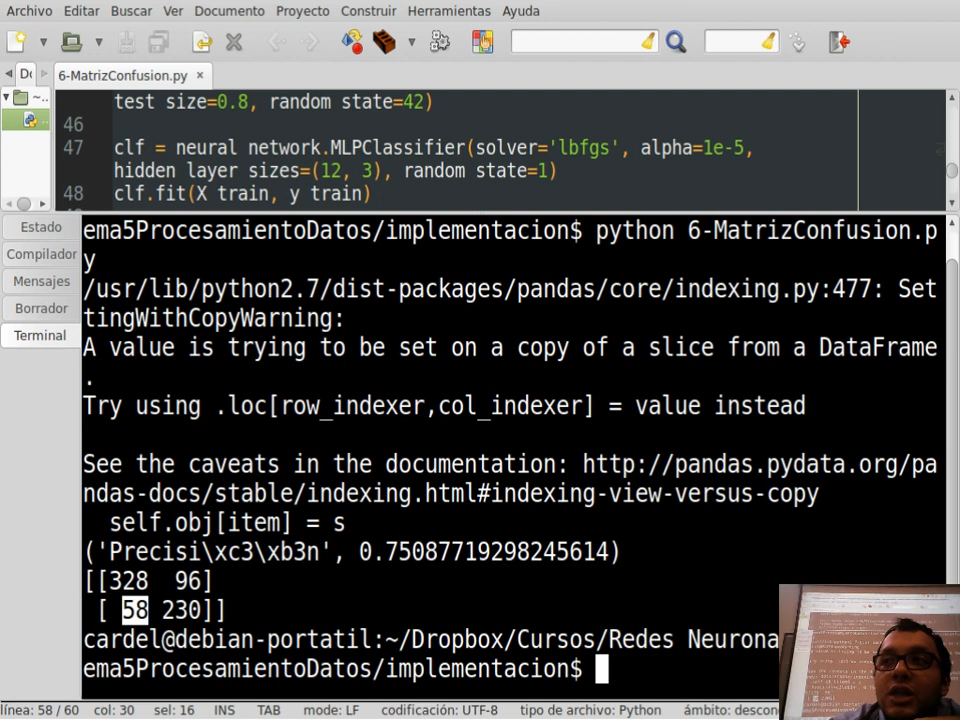 Archivo Editar Buscar Ver Documento Proyecto Construir Herramientas Ayuda
6-MatrizConfusion.py ×
test size=0.8, random state=42)
46
47 clf = neural network.MLPClassifier(solver='lbfgs', alpha=1e-5,
hidden layer sizes=(12, 3), random state=1)
48 clf.fit(X train, y train)
Estado
Compilador
Mensajes
Borrador
Terminal
ema5ProcesamientoDatos/implementacion$ python 6-MatrizConfusion.p
y
/usr/lib/python2.7/dist-packages/pandas/core/indexing.py:477: Set
tingWithCopyWarning:
A value is trying to be set on a copy of a slice from a DataFrame
.
Try using .loc[row_indexer,col_indexer] = value instead
See the caveats in the documentation: http://pandas.pydata.org/pa
ndas-docs/stable/indexing.html#indexing-view-versus-copy
self.obj[item] = s
('Precisi\xc3\xb3n', 0.75087719298245614)
[[328 96]
[ 58 230]]
cardel@debian-portatil:~/Dropbox/Cursos/Redes Neurona
ema5ProcesamientoDatos/implementacion$
línea: 58 / 60 col: 30 sel: 16 INS TAB mode: LF codificación: UTF-8 tipo de archivo: Python ámbito: descon